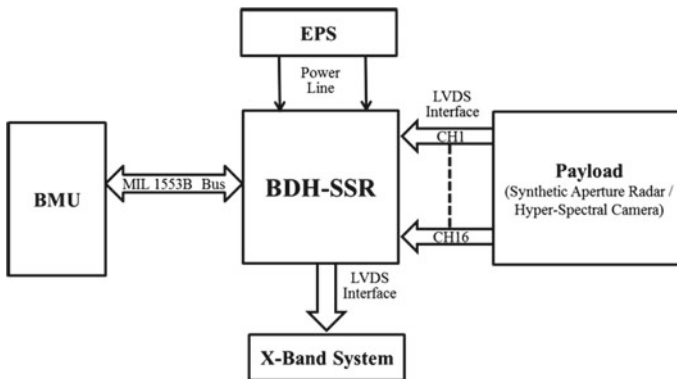 EPS
Power
Line
LVDS
Interface
CH1
BMU
MIL 1553B Bus
BDH-SSR
Payload
(Synthetic Aperture Radar /
Hyper-Spectral Camera)
CH16
LVDS
Interface
X-Band System